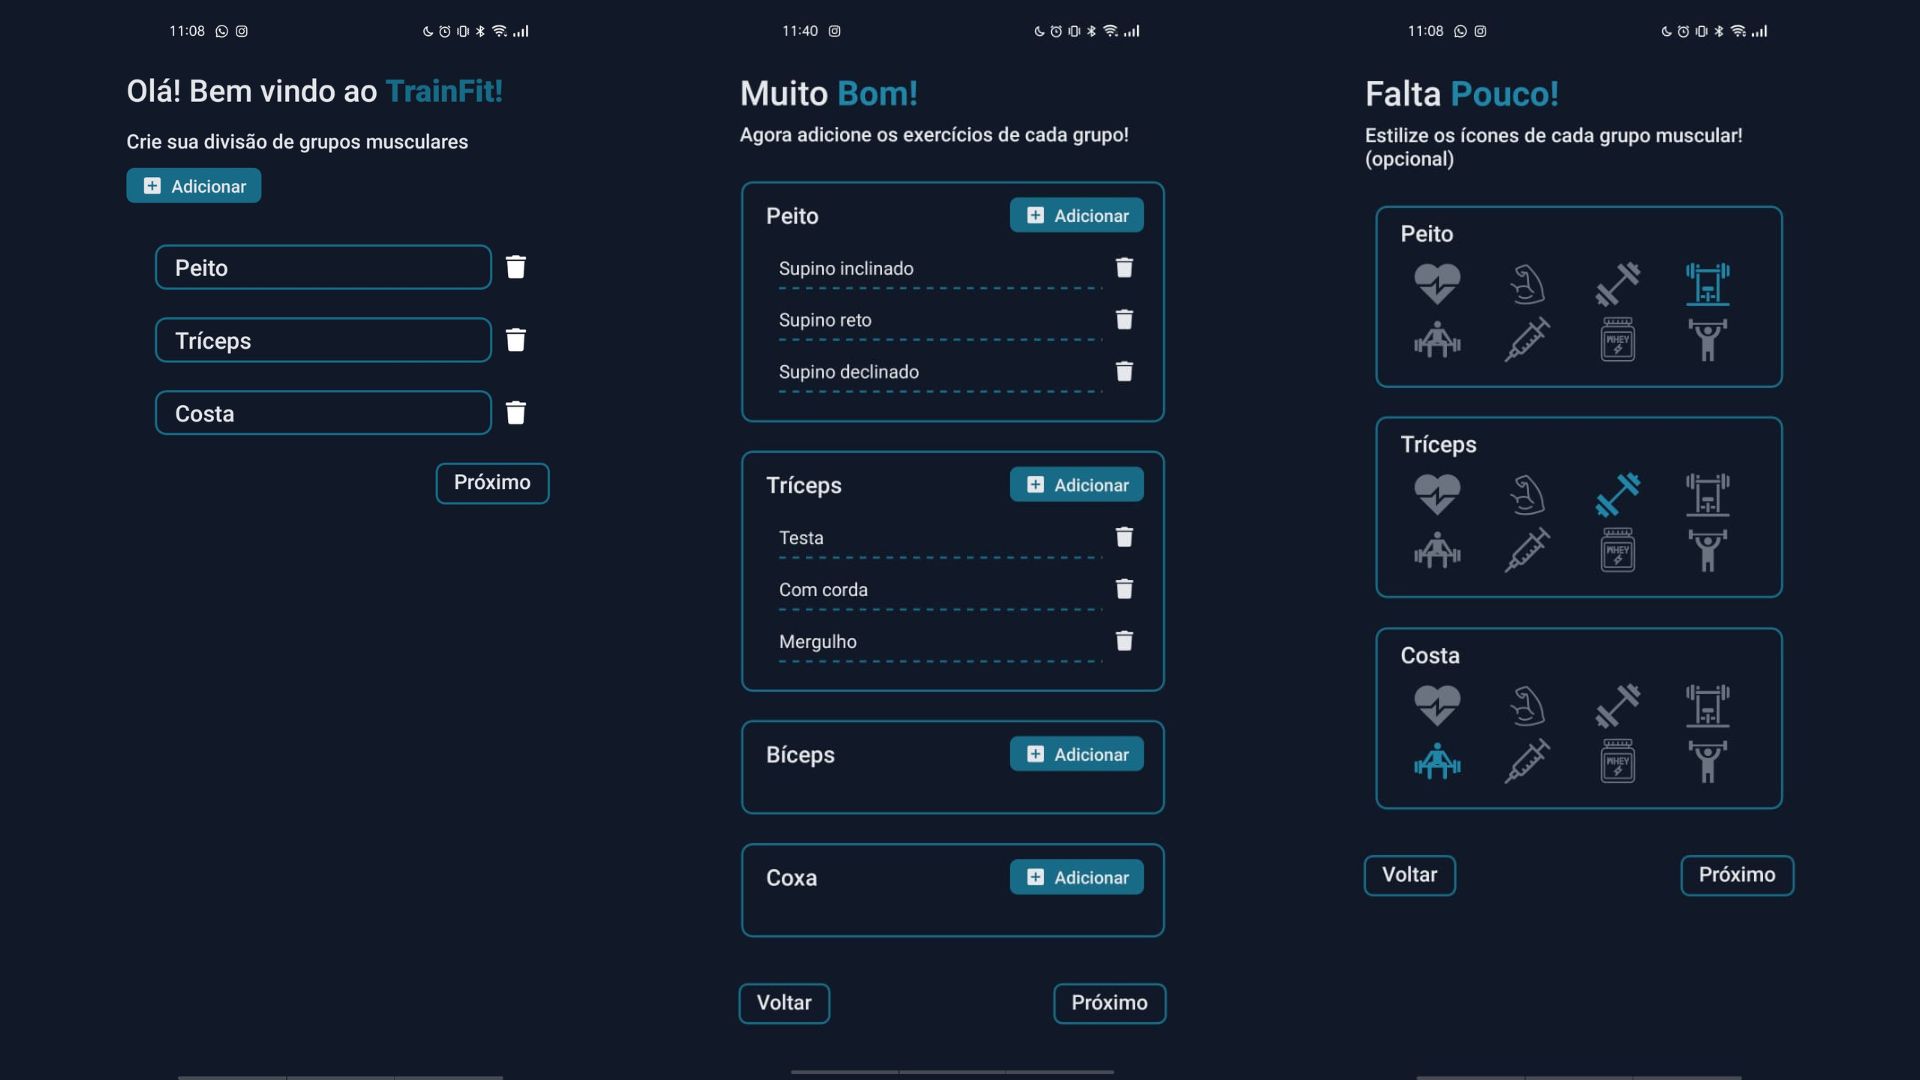 11:08
Olá! Bem vindo ao TrainFit!
Crie sua divisão de grupos musculares
Adicionar
Peito
Tríceps
Costa
Próximo
11:40
Muito Bom!
Agora adicione os exercícios de cada grupo!
Peito
Adicionar
Supino inclinado
Supino reto
Supino declinado
Tríceps
Adicionar
Testa
Com corda
Mergulho
Bíceps
Adicionar
Coxa
Adicionar
Voltar
Próximo
11:08
Falta Pouco!
Estilize os ícones de cada grupo muscular!
(opcional)
Peito
WHEY
Tríceps
WHEY
Costa
WHEY
Voltar
Próximo